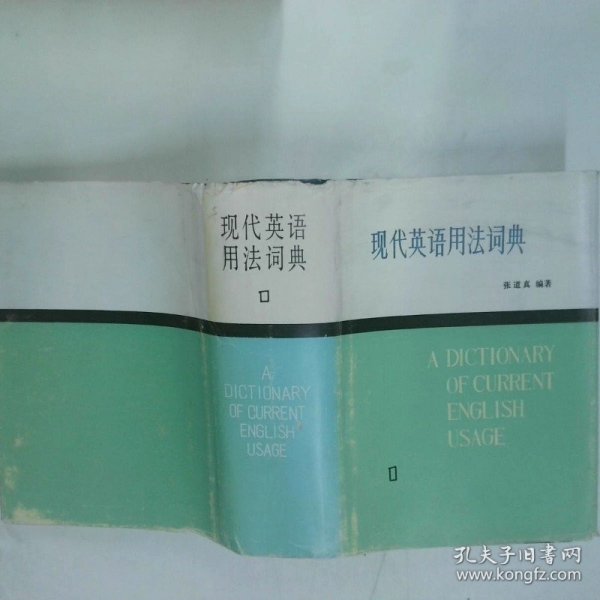 现代英语
用法词典
A
DICTIONARY
OF CURRENT
ENGLISH
USAGE
现代英语用法词典
张道真 编著
A DICTIONARY
OF CURRENT
ENGLISH
USAGE
孔夫子旧书网
www.kongfz.com